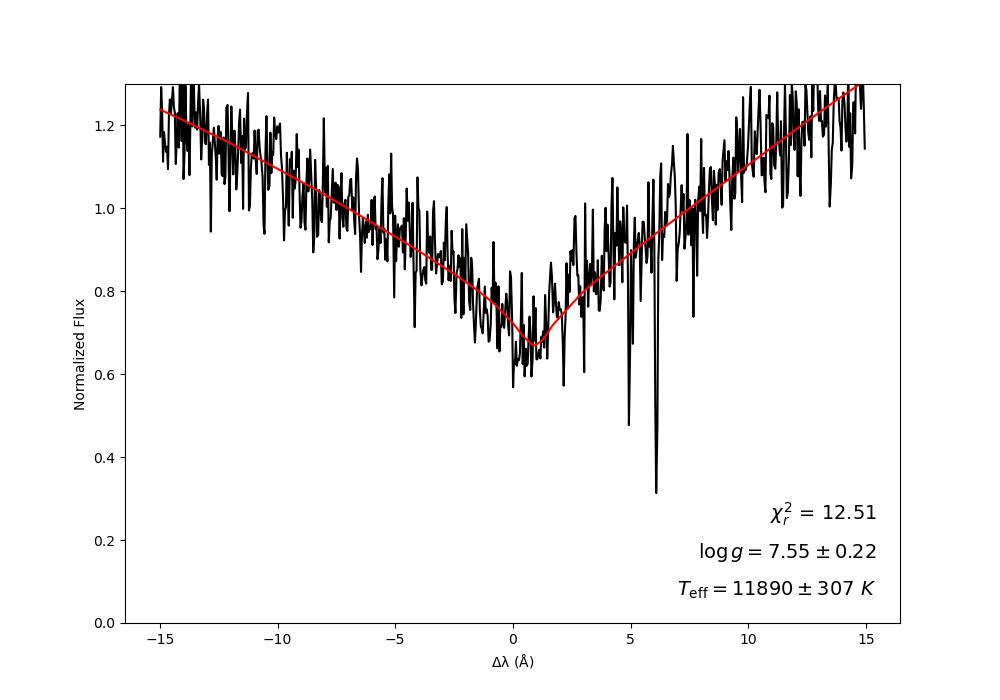 Normalized Flux
1.2
1.0
0.8
0.6
0.4
0.2
0.0
χ²ᵣ = 12.51
log g = 7.55 ± 0.22
T_eff = 11890 ± 307 K
−15 −10 −5 0 5 10 15
Δλ (Å)